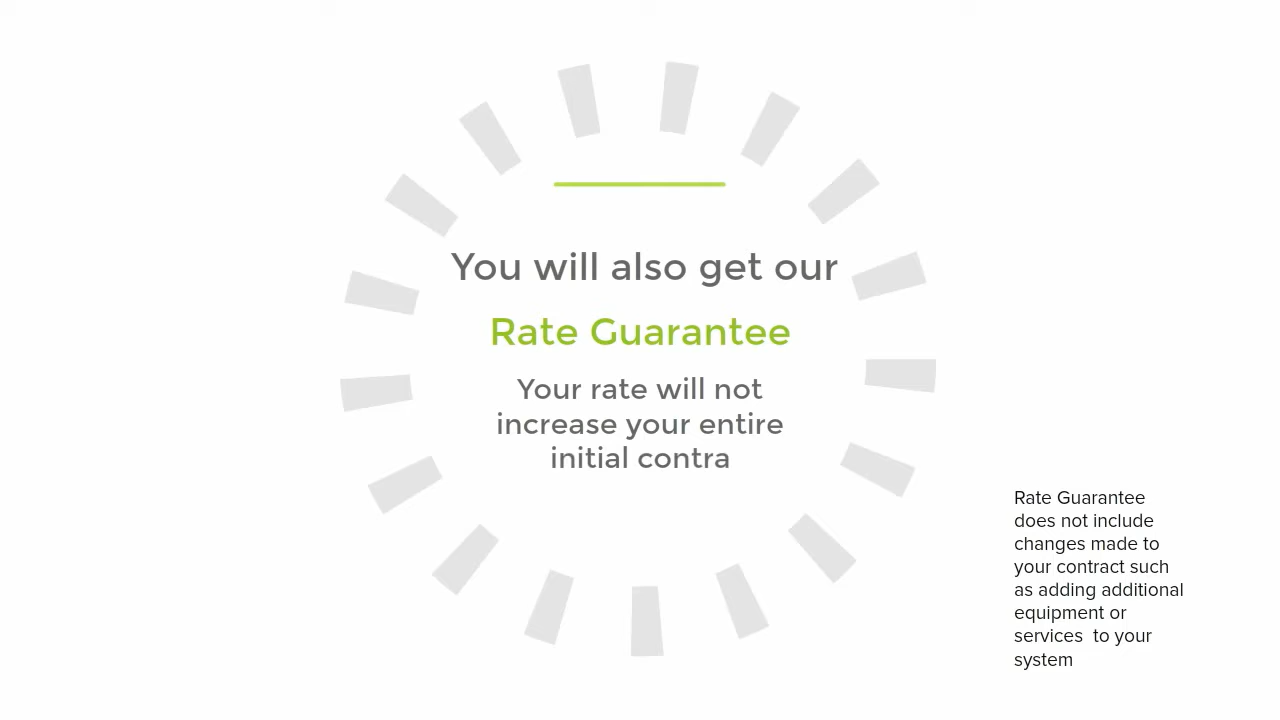 You will also get our
Rate Guarantee
Your rate will not
increase your entire
initial contra
Rate Guarantee
does not include
changes made to
your contract such
as adding additional
equipment or
services  to your
system